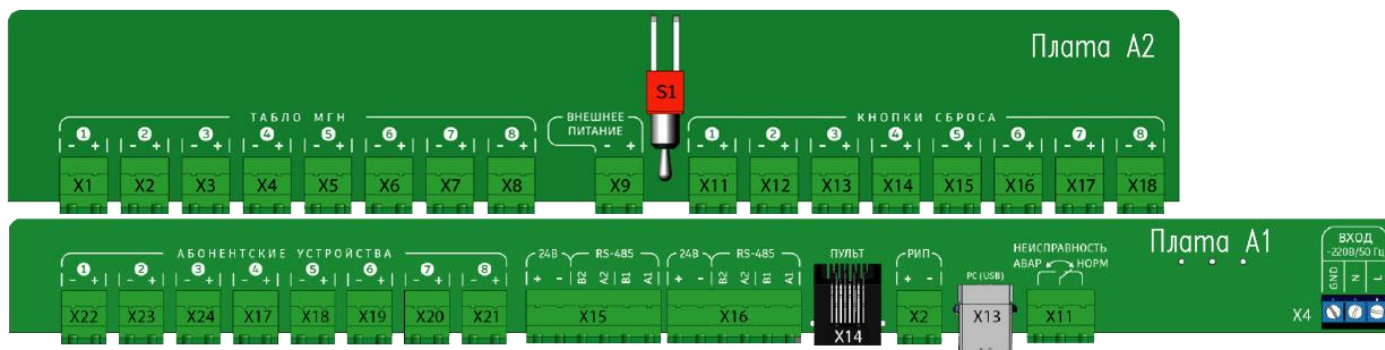 Плата А2
S1
ТАБЛО МГН
ВНЕШНЕЕ
ПИТАНИЕ
КНОПКИ СБРОСА
1 2 3 4 5 6 7 8
1 2 3 4 5 6 7 8
- + - + - + - + - + - + - + - + - + - + - + - + - + - + - + - + - +
X1 X2 X3 X4 X5 X6 X7 X8 X9 X11 X12 X13 X14 X15 X16 X17 X18
Плата А1
АБОНЕНТСКИЕ УСТРОЙСТВА
24В RS-485 24В RS-485 ПУЛЬТ РИП
НЕИСПРАВНОСТЬ
АВАР НОРМ
ВХОД
~220В/50 Гц
1 2 3 4 5 6 7 8
- + - + - + - + - + - + - + - + + - B2 A2 B1 A1 + - B2 A2 B1 A1 + -
PC (USB)
GND N L
X22 X23 X24 X17 X18 X19 X20 X21 X15 X16 X14 X2 X13 X11 X4